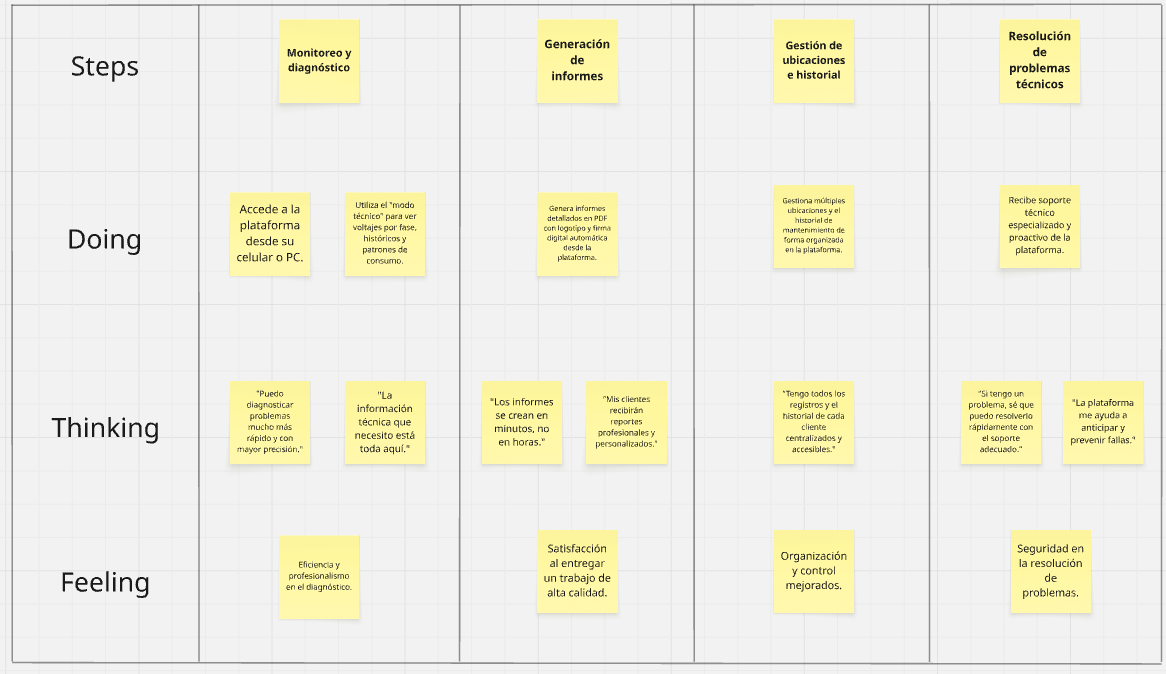 Steps
Monitoreo y
diagnóstico
Generación
de
informes
Gestión de
ubicaciones
e historial
Resolución
de
problemas
técnicos
Doing
Accede a la
plataforma
desde su
celular o PC.
Utiliza el "modo
técnico" para ver
voltajes por fase,
históricos y
patrones de
consumo.
Genera informes
detallados en PDF
con logotipo y firma
digital automática
desde la
plataforma.
Gestiona múltiples
ubicaciones y el
historial de
mantenimiento de
forma organizada
en la plataforma.
Recibe soporte
técnico
especializado y
proactivo de la
plataforma.
Thinking
"Puedo
diagnosticar
problemas
mucho más
rápido y con
mayor precisión."
"La
información
técnica que
necesito está
toda aquí."
"Los informes
se crean en
minutos, no
en horas."
"Mis clientes
recibirán
reportes
profesionales y
personalizados."
"Tengo todos los
registros y el
historial de cada
cliente
centralizados y
accesibles."
"Si tengo un
problema, sé que
puedo resolverlo
rápidamente con
el soporte
adecuado."
"La plataforma
me ayuda a
anticipar y
prevenir fallas."
Feeling
Eficiencia y
profesionalismo
en el diagnóstico.
Satisfacción
al entregar
un trabajo de
alta calidad.
Organización
y control
mejorados.
Seguridad en
la resolución
de
problemas.